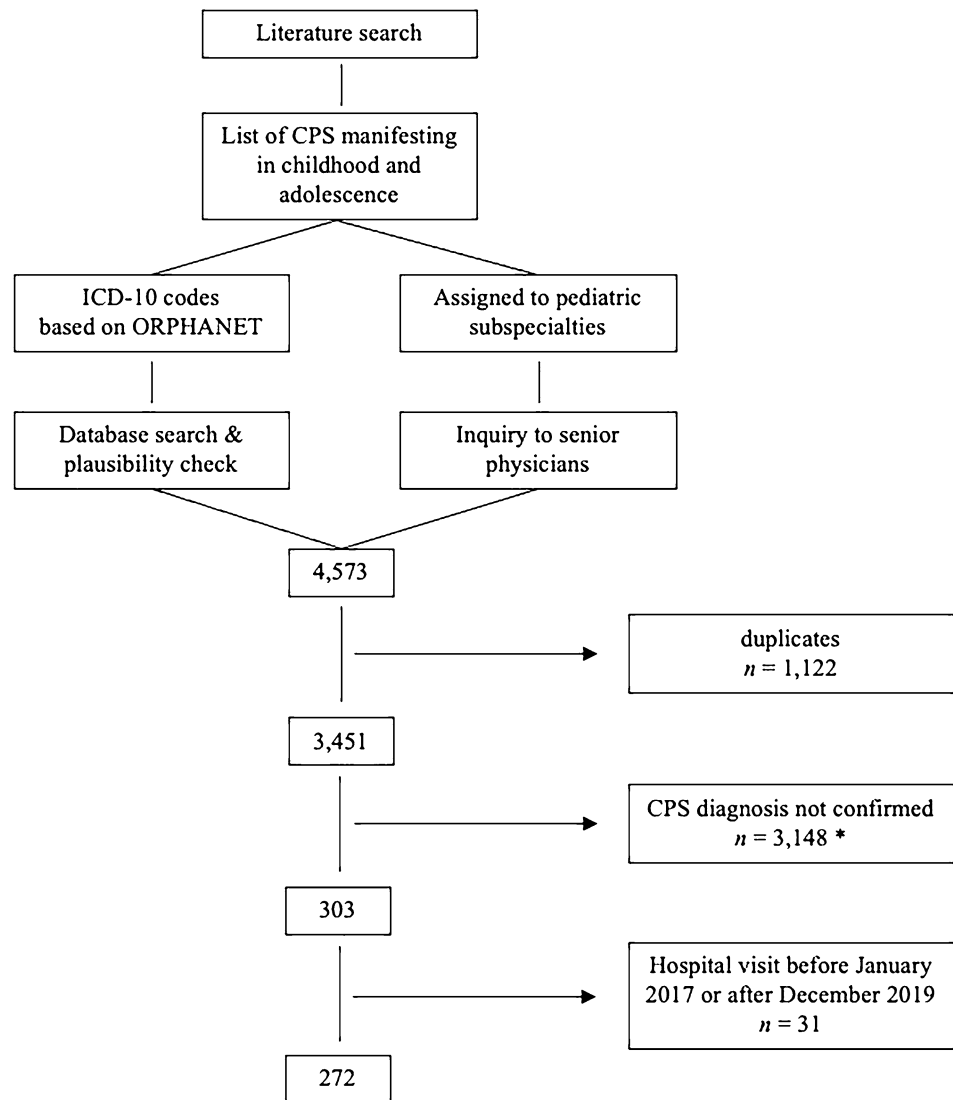 Literature search
List of CPS manifesting
in childhood and
adolescence
ICD-10 codes
based on ORPHANET
Assigned to pediatric
subspecialties
Database search &
plausibility check
Inquiry to senior
physicians
4,573
duplicates
n = 1,122
3,451
CPS diagnosis not confirmed
n = 3,148 *
303
Hospital visit before January
2017 or after December 2019
n = 31
272